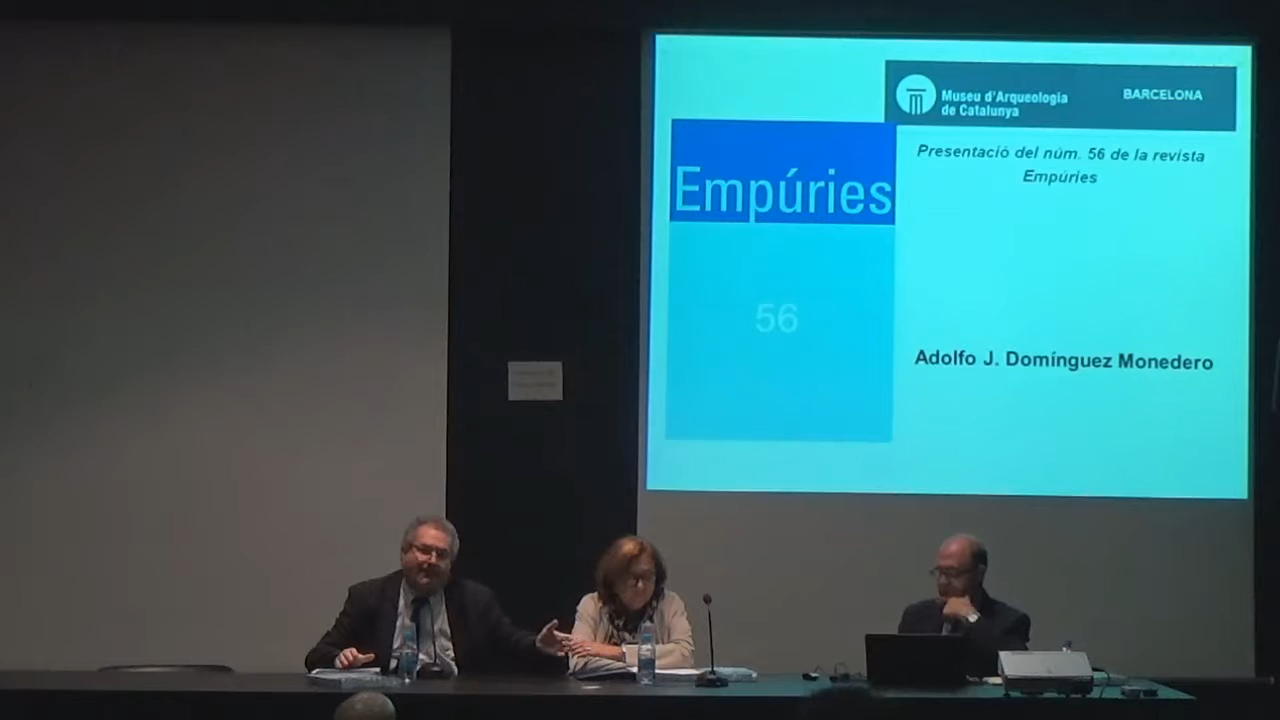 Museu d'Arqueologia
de Catalunya
BARCELONA
Empúries
56
Presentació del núm. 56 de la revista
Empúries
Adolfo J. Domínguez Monedero